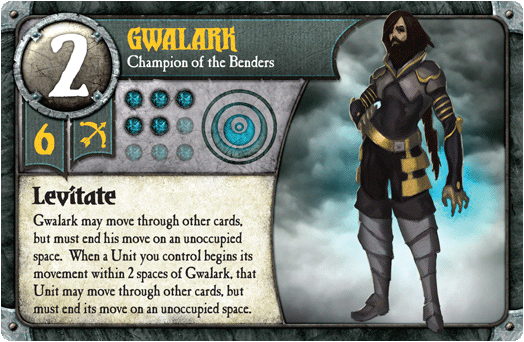 2
GWALARK
Champion of the Benders
6
Levitate
Gwalark may move through other cards,
but must end his move on an unoccupied
space. When a Unit you control begins its
movement within 2 spaces of Gwalark, that
Unit may move through other cards, but
must end its move on an unoccupied space.